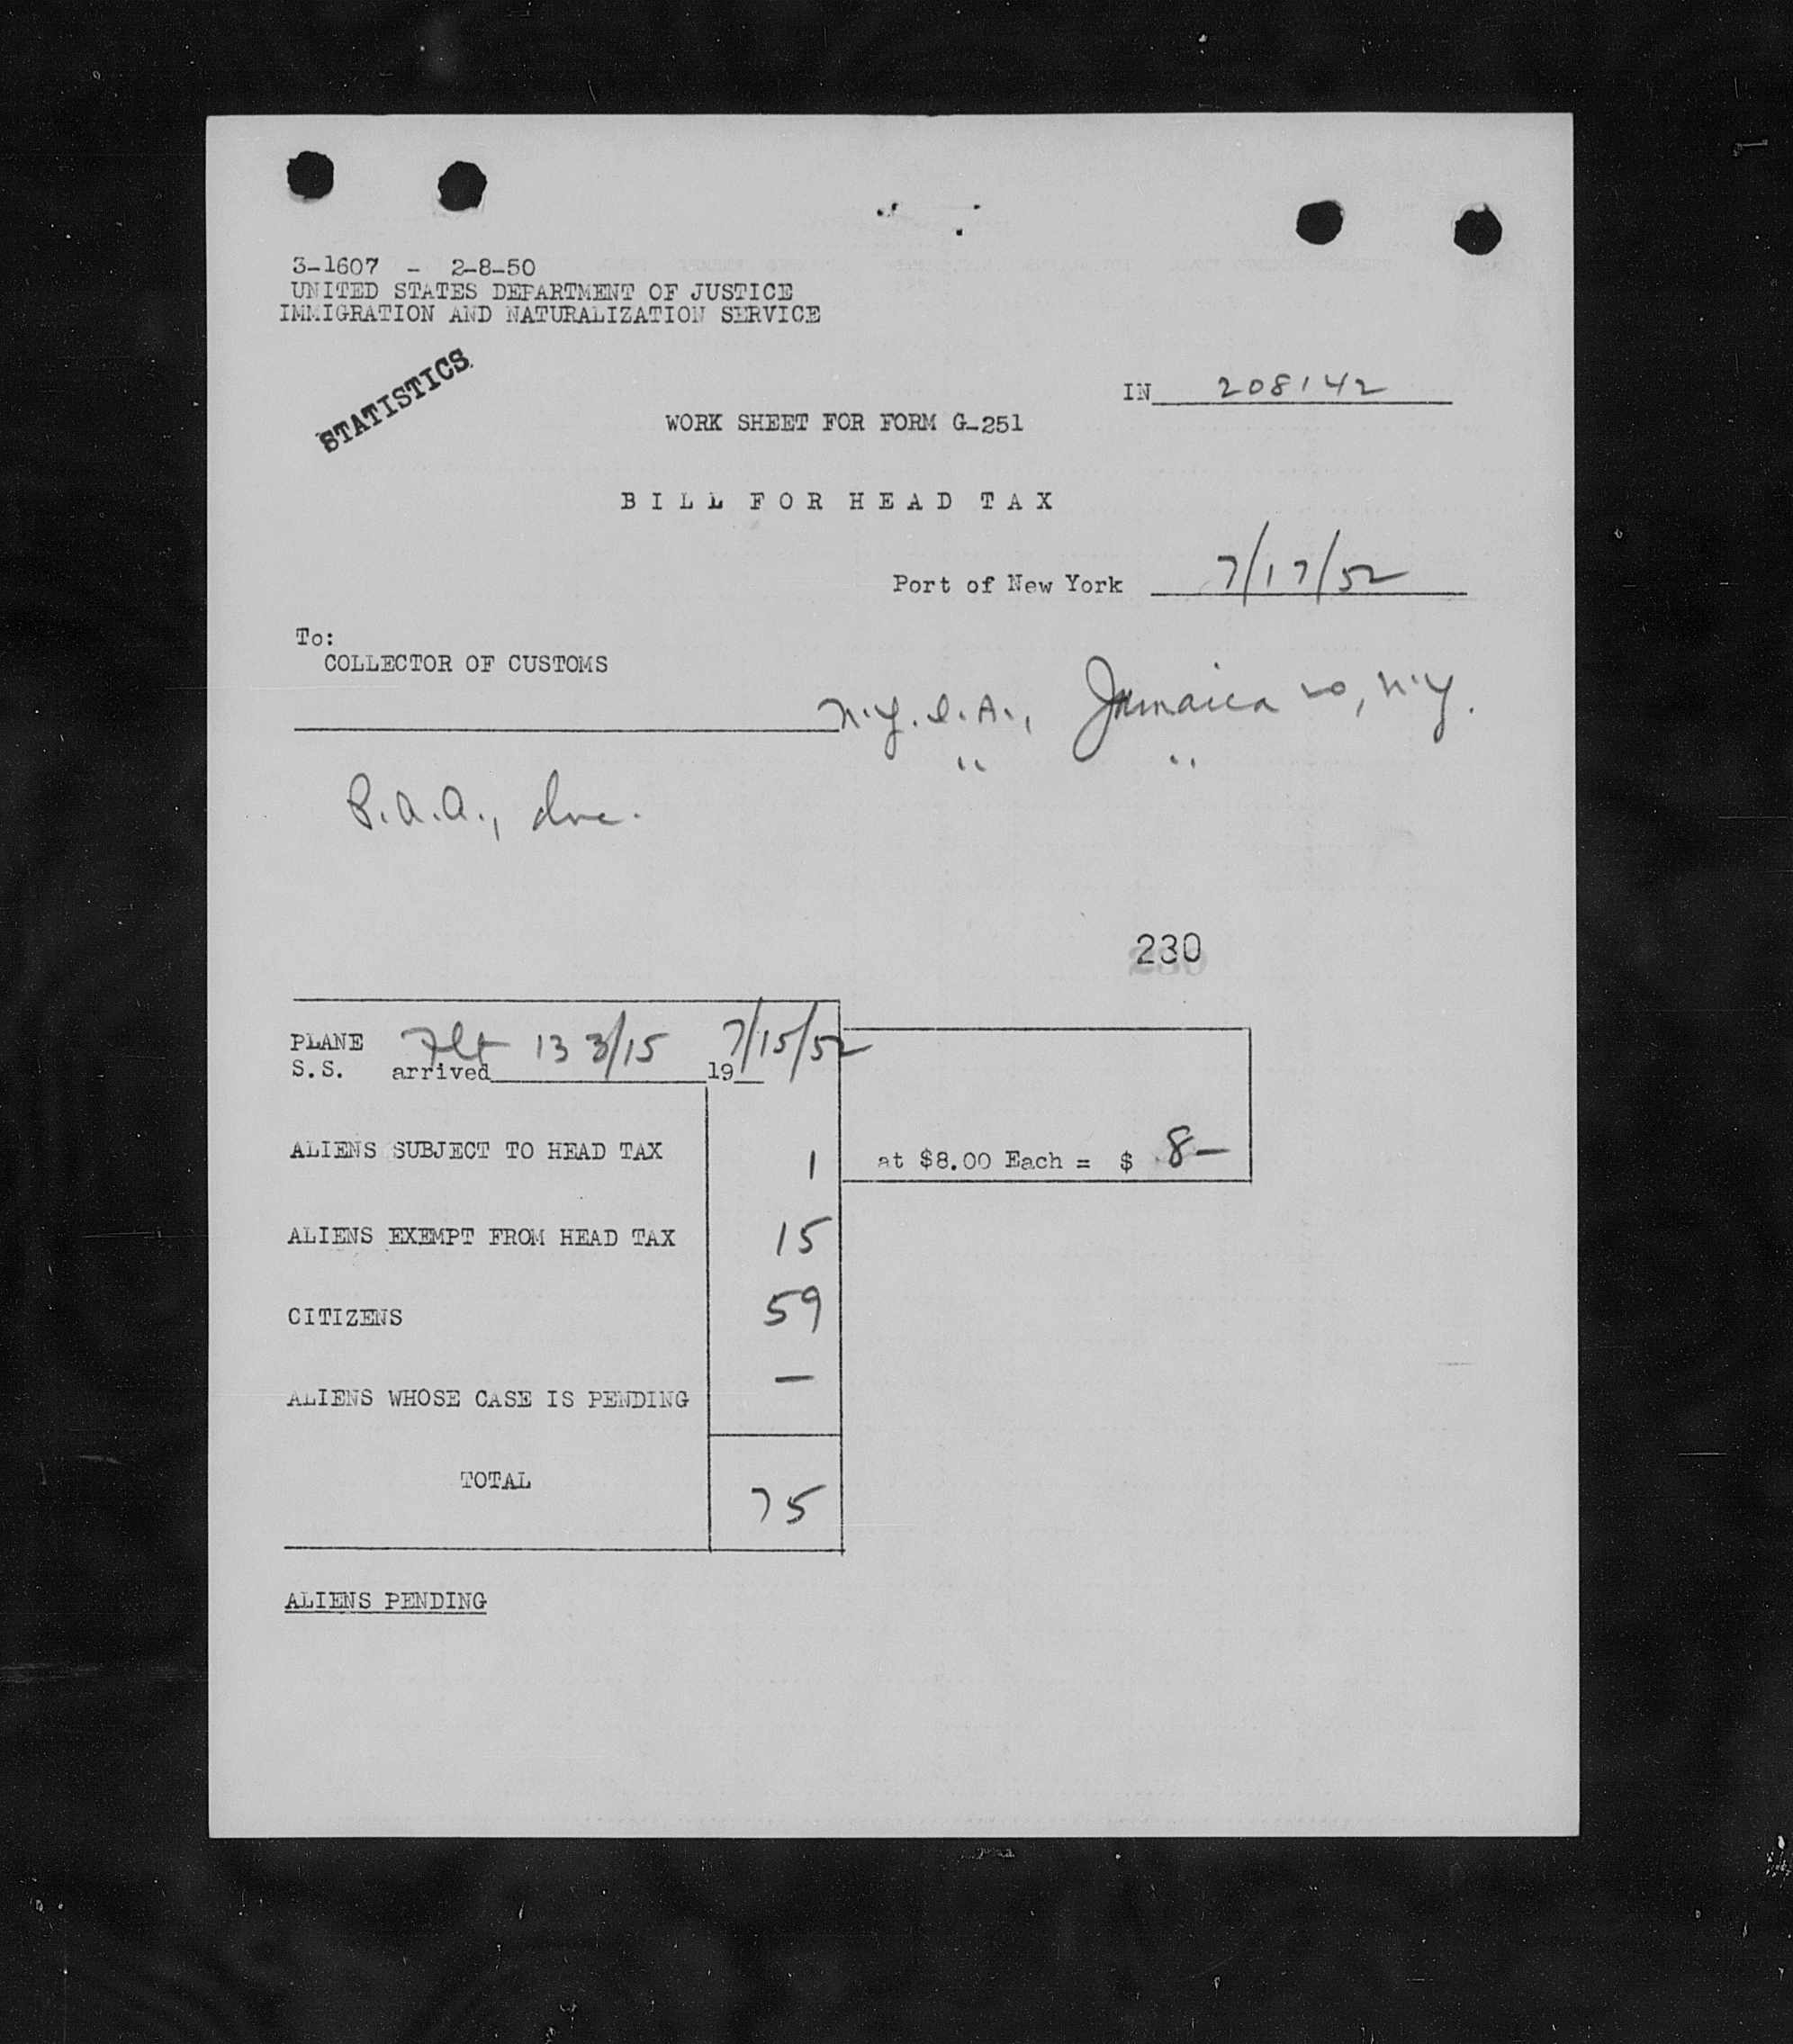 3-1607 - 2-8-50
UNITED STATES DEPARTMENT OF JUSTICE
IMMIGRATION AND NATURALIZATION SERVICE
STATISTICS
IN 208142
WORK SHEET FOR FORM G-251
BILL FOR HEAD TAX
Port of New York 7/17/52
To:
COLLECTOR OF CUSTOMS
N.Y.I.A., Jamaica 20, N.Y.
" "
P.A.A., Inc.
230
PLANE Flt 133/15 7/15/52
S.S. arrived 19
ALIENS SUBJECT TO HEAD TAX 1 at $8.00 Each = $ 8-
ALIENS EXEMPT FROM HEAD TAX 15
CITIZENS 59
ALIENS WHOSE CASE IS PENDING —
TOTAL 75
ALIENS PENDING